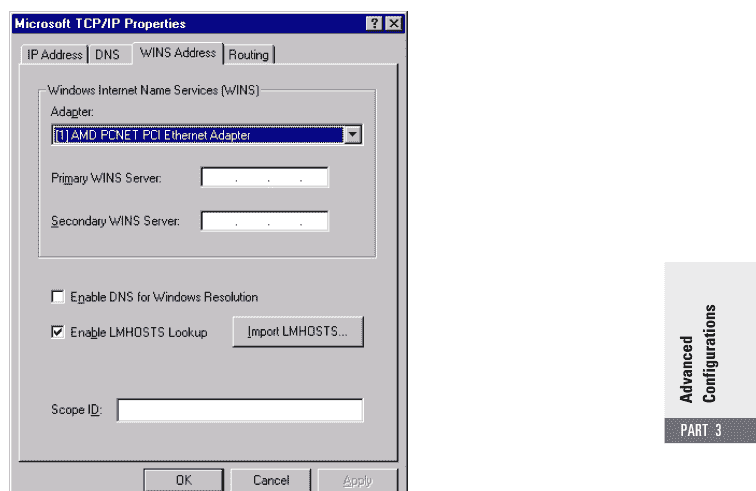 Microsoft TCP/IP Properties
IP Address DNS WINS Address Routing
Windows Internet Name Services (WINS)
Adapter:
[1] AMD PCNET PCI Ethernet Adapter
Primary WINS Server:
Secondary WINS Server:
Enable DNS for Windows Resolution
Enable LMHOSTS Lookup
Import LMHOSTS...
Scope ID:
OK Cancel Apply
Advanced
Configurations
PART 3